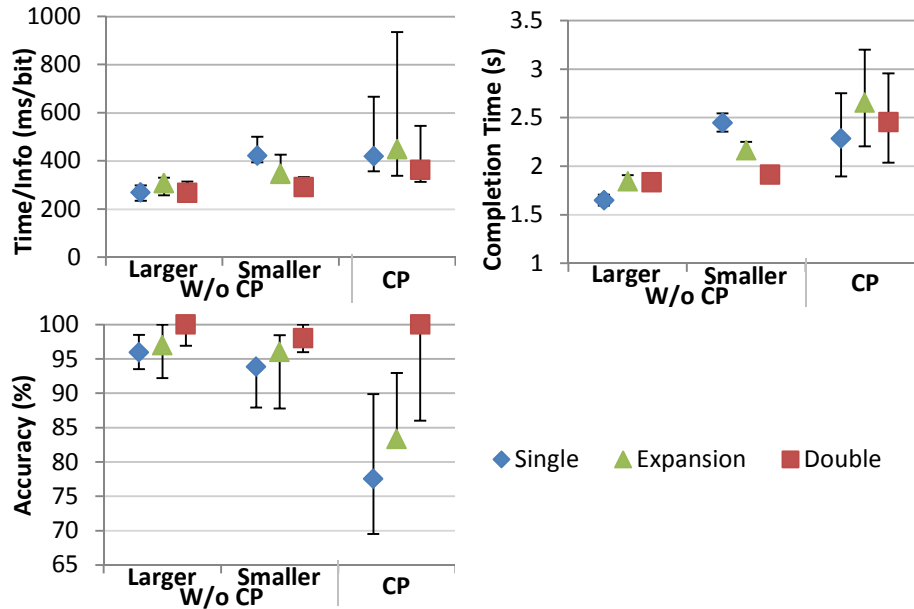 Time/Info (ms/bit)
1000
800
600
400
200
0
Larger
Smaller
W/o CP
CP
Completion Time (s)
3.5
3
2.5
2
1.5
1
Larger
Smaller
W/o CP
CP
Accuracy (%)
100
95
90
85
80
75
70
65
Larger
Smaller
W/o CP
CP
Single
Expansion
Double